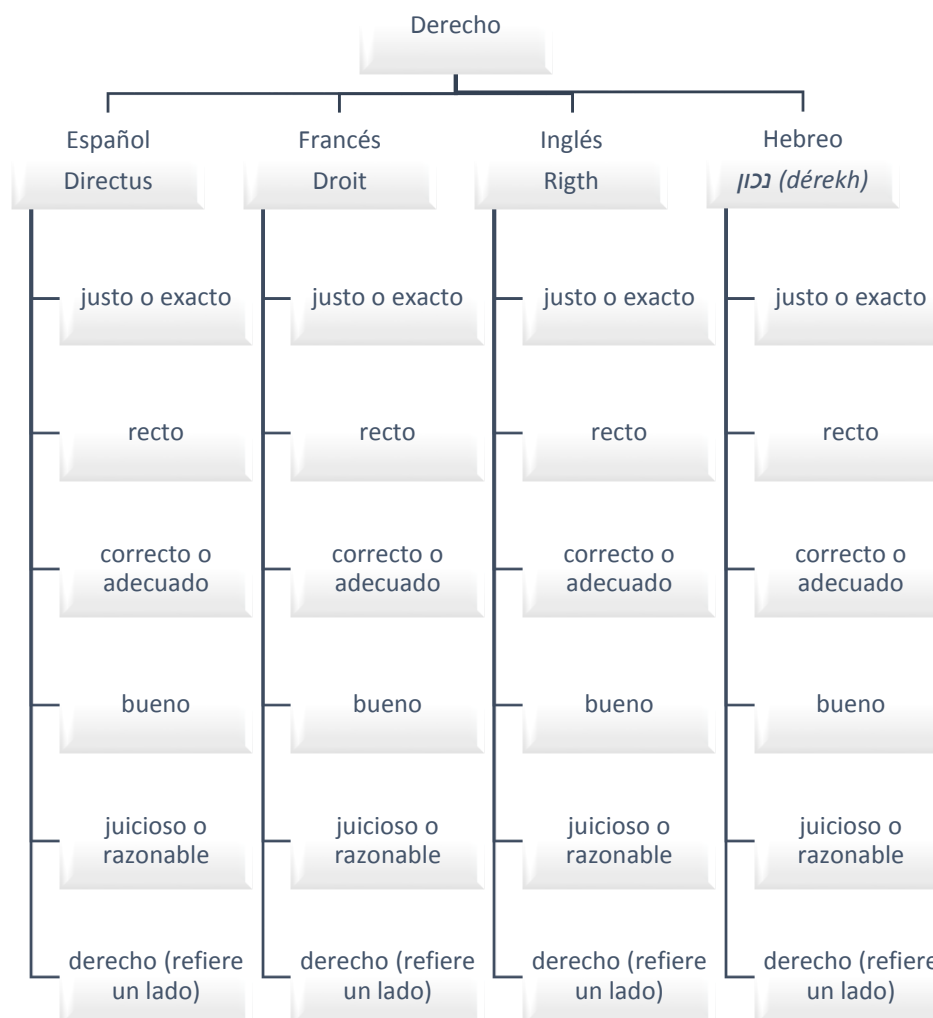 Derecho
Español
Directus
justo o exacto
recto
correcto o
adecuado
bueno
juicioso o
razonable
derecho (refiere
un lado)
Francés
Droit
justo o exacto
recto
correcto o
adecuado
bueno
juicioso o
razonable
derecho (refiere
un lado)
Inglés
Rigth
justo o exacto
recto
correcto o
adecuado
bueno
juicioso o
razonable
derecho (refiere
un lado)
Hebreo
נכון (dérekh)
justo o exacto
recto
correcto o
adecuado
bueno
juicioso o
razonable
derecho (refiere
un lado)